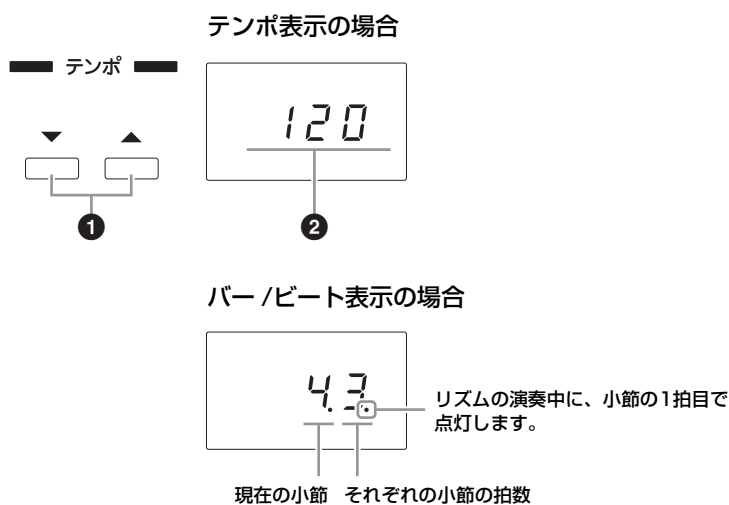 テンポ表示の場合
テンポ
120
❶
❷
バー /ビート表示の場合
4.3.
リズムの演奏中に、小節の1拍目で
点灯します。
現在の小節 それぞれの小節の拍数